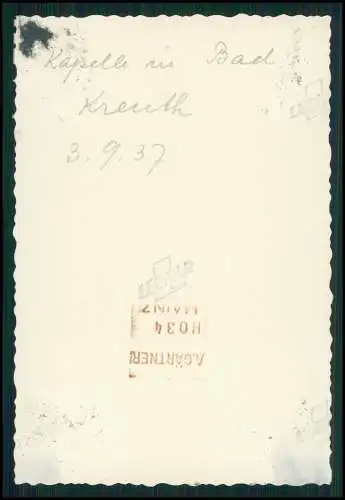 Kapelle in Bad
Kreuth
3.9.37
A.GÄRTNER
H034
MAINZ